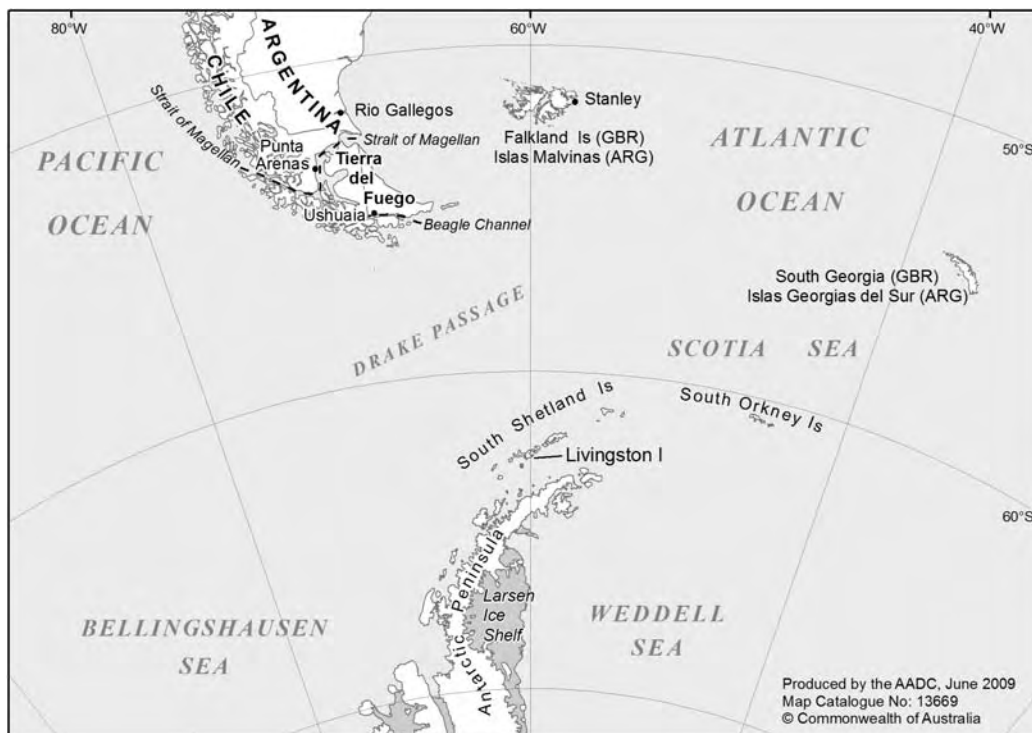 80°W
60°W
40°W
ARGENTINA
CHILE
Rio Gallegos
Stanley
Strait of Magellan
Strait of Magellan
Falkland Is (GBR)
Islas Malvinas (ARG)
ATLANTIC
OCEAN
50°S
PACIFIC
OCEAN
Punta
Arenas
Tierra
del
Fuego
Ushuaia
Beagle Channel
South Georgia (GBR)
Islas Georgias del Sur (ARG)
DRAKE PASSAGE
SCOTIA SEA
South Shetland Is
South Orkney Is
Livingston I
60°S
Antarctic Peninsula
Larsen
Ice
Shelf
BELLINGSHAUSEN
SEA
WEDDELL
SEA
Produced by the AADC, June 2009
Map Catalogue No: 13669
© Commonwealth of Australia